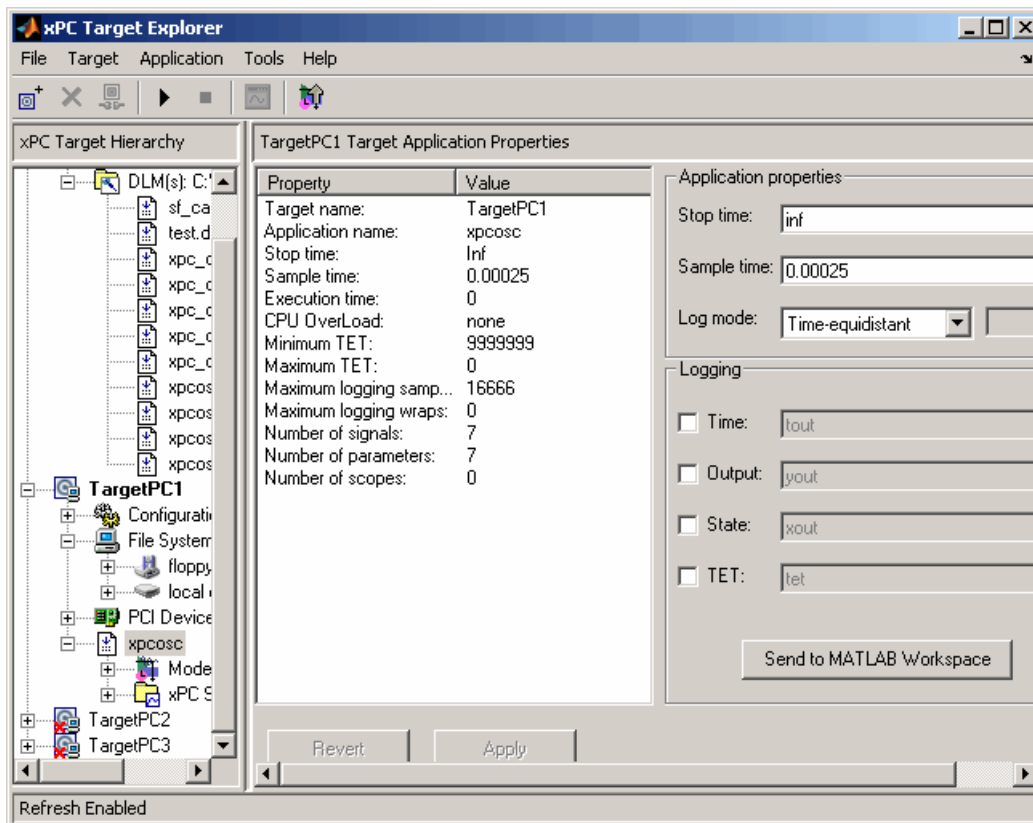 xPC Target Explorer
File Target Application Tools Help
xPC Target Hierarchy
TargetPC1 Target Application Properties
DLM(s): C:\
sf_ca
test.d
xpc_c
xpc_c
xpc_c
xpc_c
xpc_c
xpcos
xpcos
xpcos
xpcos
TargetPC1
Configurati
File System
floppy
local
PCI Device
xpcosc
Mode
xPC S
TargetPC2
TargetPC3
Property Value
Target name: TargetPC1
Application name: xpcosc
Stop time: Inf
Sample time: 0.00025
Execution time: 0
CPU OverLoad: none
Minimum TET: 9999999
Maximum TET: 0
Maximum logging samp... 16666
Maximum logging wraps: 0
Number of signals: 7
Number of parameters: 7
Number of scopes: 0
Application properties
Stop time: inf
Sample time: 0.00025
Log mode: Time-equidistant
Logging
Time: tout
Output: yout
State: xout
TET: tet
Send to MATLAB Workspace
Revert Apply
Refresh Enabled